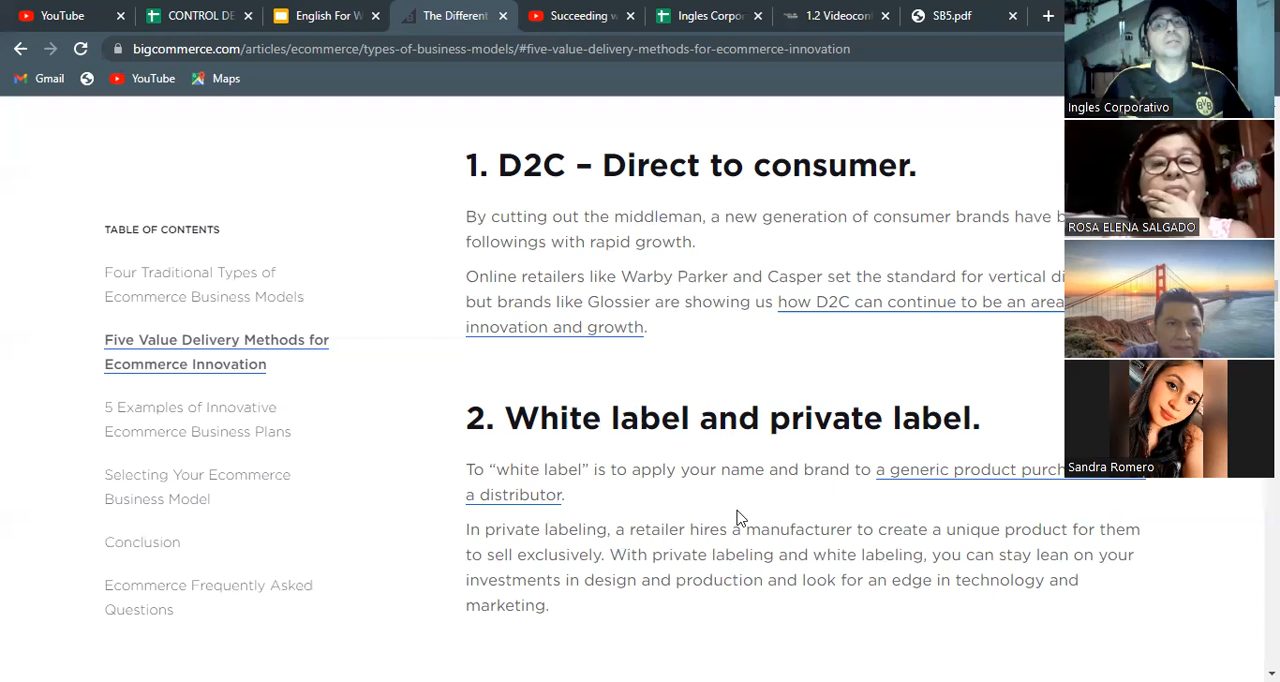 YouTube
CONTROL DE
English For W
The Different
Succeeding w
Ingles Corpo
1.2 Videocon
SB5.pdf
bigcommerce.com/articles/ecommerce/types-of-business-models/#five-value-delivery-methods-for-ecommerce-innovation
Gmail
YouTube
Maps
TABLE OF CONTENTS
Four Traditional Types of
Ecommerce Business Models
Five Value Delivery Methods for
Ecommerce Innovation
5 Examples of Innovative
Ecommerce Business Plans
Selecting Your Ecommerce
Business Model
Conclusion
Ecommerce Frequently Asked
Questions
1. D2C – Direct to consumer.
By cutting out the middleman, a new generation of consumer brands have b
followings with rapid growth.
Online retailers like Warby Parker and Casper set the standard for vertical di
but brands like Glossier are showing us how D2C can continue to be an area
innovation and growth.
2. White label and private label.
To “white label” is to apply your name and brand to a generic product purch
a distributor.
In private labeling, a retailer hires a manufacturer to create a unique product for them
to sell exclusively. With private labeling and white labeling, you can stay lean on your
investments in design and production and look for an edge in technology and
marketing.
Ingles Corporativo
ROSA ELENA SALGADO
Sandra Romero
BVB
09